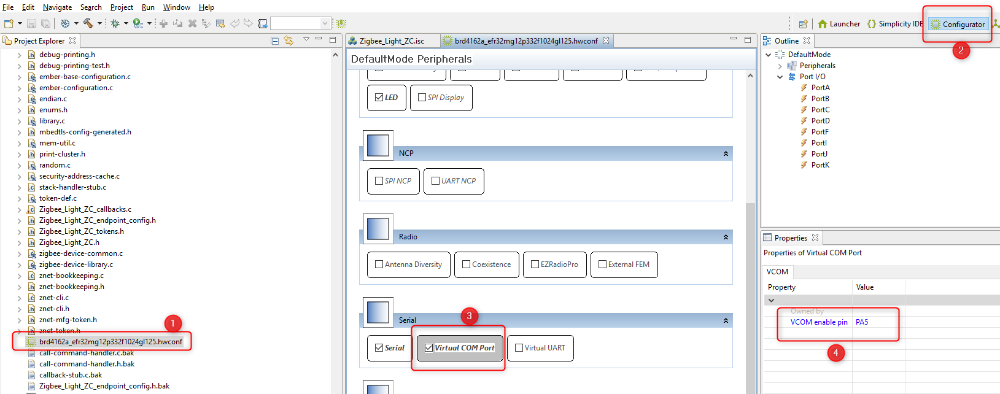 File Edit Navigate Search Project Run Window Help
Launcher Simplicity IDE Configurator
2
Project Explorer
debug-printing.h
debug-printing-test.h
ember-base-configuration.c
ember-configuration.c
endian.c
enums.h
library.c
mbedtls-config-generated.h
mem-util.c
print-cluster.h
random.c
security-address-cache.c
stack-handler-stub.c
token-def.c
Zigbee_Light_ZC_callbacks.c
Zigbee_Light_ZC_endpoint_config.h
Zigbee_Light_ZC_tokens.h
Zigbee_Light_ZC.h
zigbee-device-common.c
zigbee-device-library.c
znet-bookkeeping.c
znet-bookkeeping.h
znet-cli.c
znet-cli.h
znet-mfg-token.h
znet-token.h
1
brd4162a_efr32mg12p332f1024gl125.hwconf
call-command-handler.c.bak
call-command-handler.h.bak
callback-stub.c.bak
Zigbee_Light_ZC_endpoint_config.h.bak
Zigbee_Light_ZC.isc
brd4162a_efr32mg12p332f1024gl125.hwconf
DefaultMode Peripherals
LED SPI Display
NCP
SPI NCP UART NCP
Radio
Antenna Diversity Coexistence EZRadioPro External FEM
Serial
3
Serial Virtual COM Port Virtual UART
Outline
DefaultMode
Peripherals
Port I/O
PortA
PortB
PortC
PortD
PortF
PortI
PortJ
PortK
Properties
Properties of Virtual COM Port
VCOM
Property Value
Owned by
VCOM enable pin PA5
4